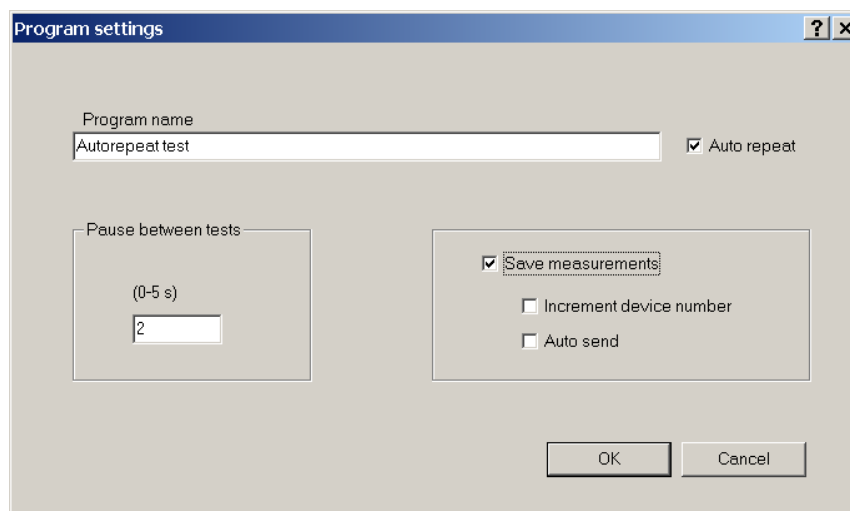 Program settings
Program name
Autorepeat test
Auto repeat
Pause between tests
(0-5 s)
2
Save measurements
Increment device number
Auto send
OK
Cancel